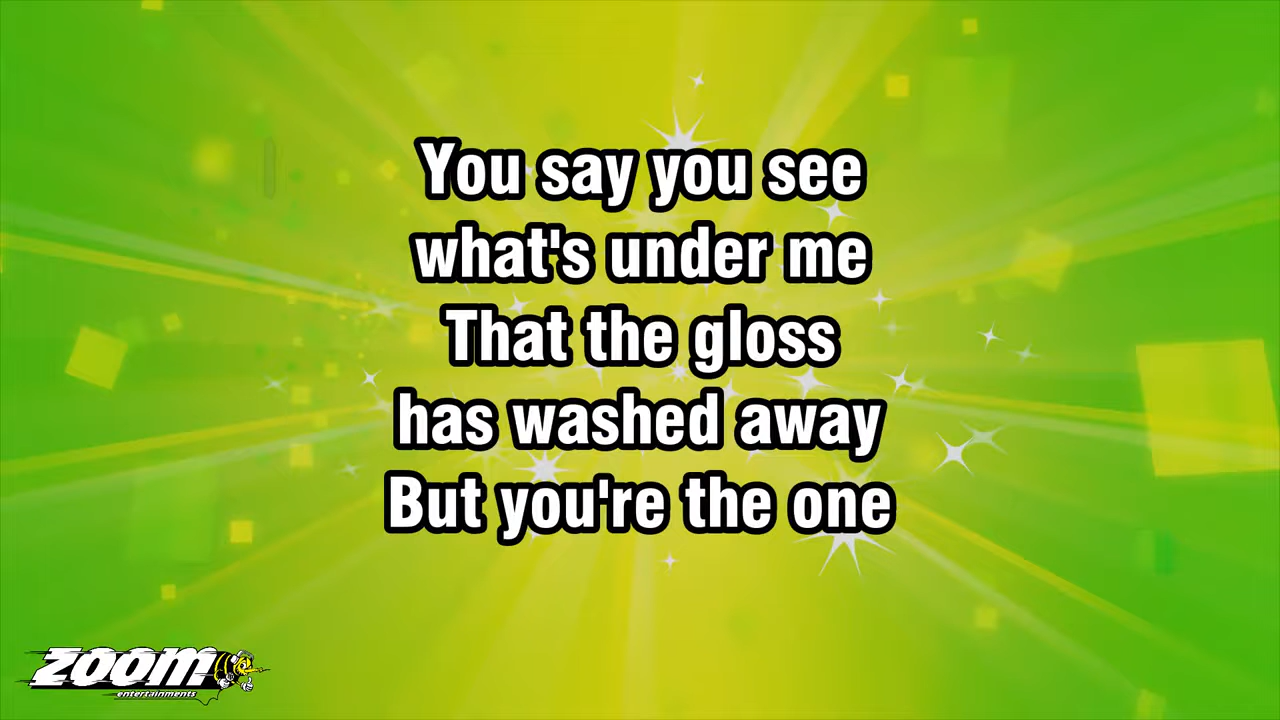 You say you see
what's under me
That the gloss
has washed away
But you're the one
zoom
entertainments